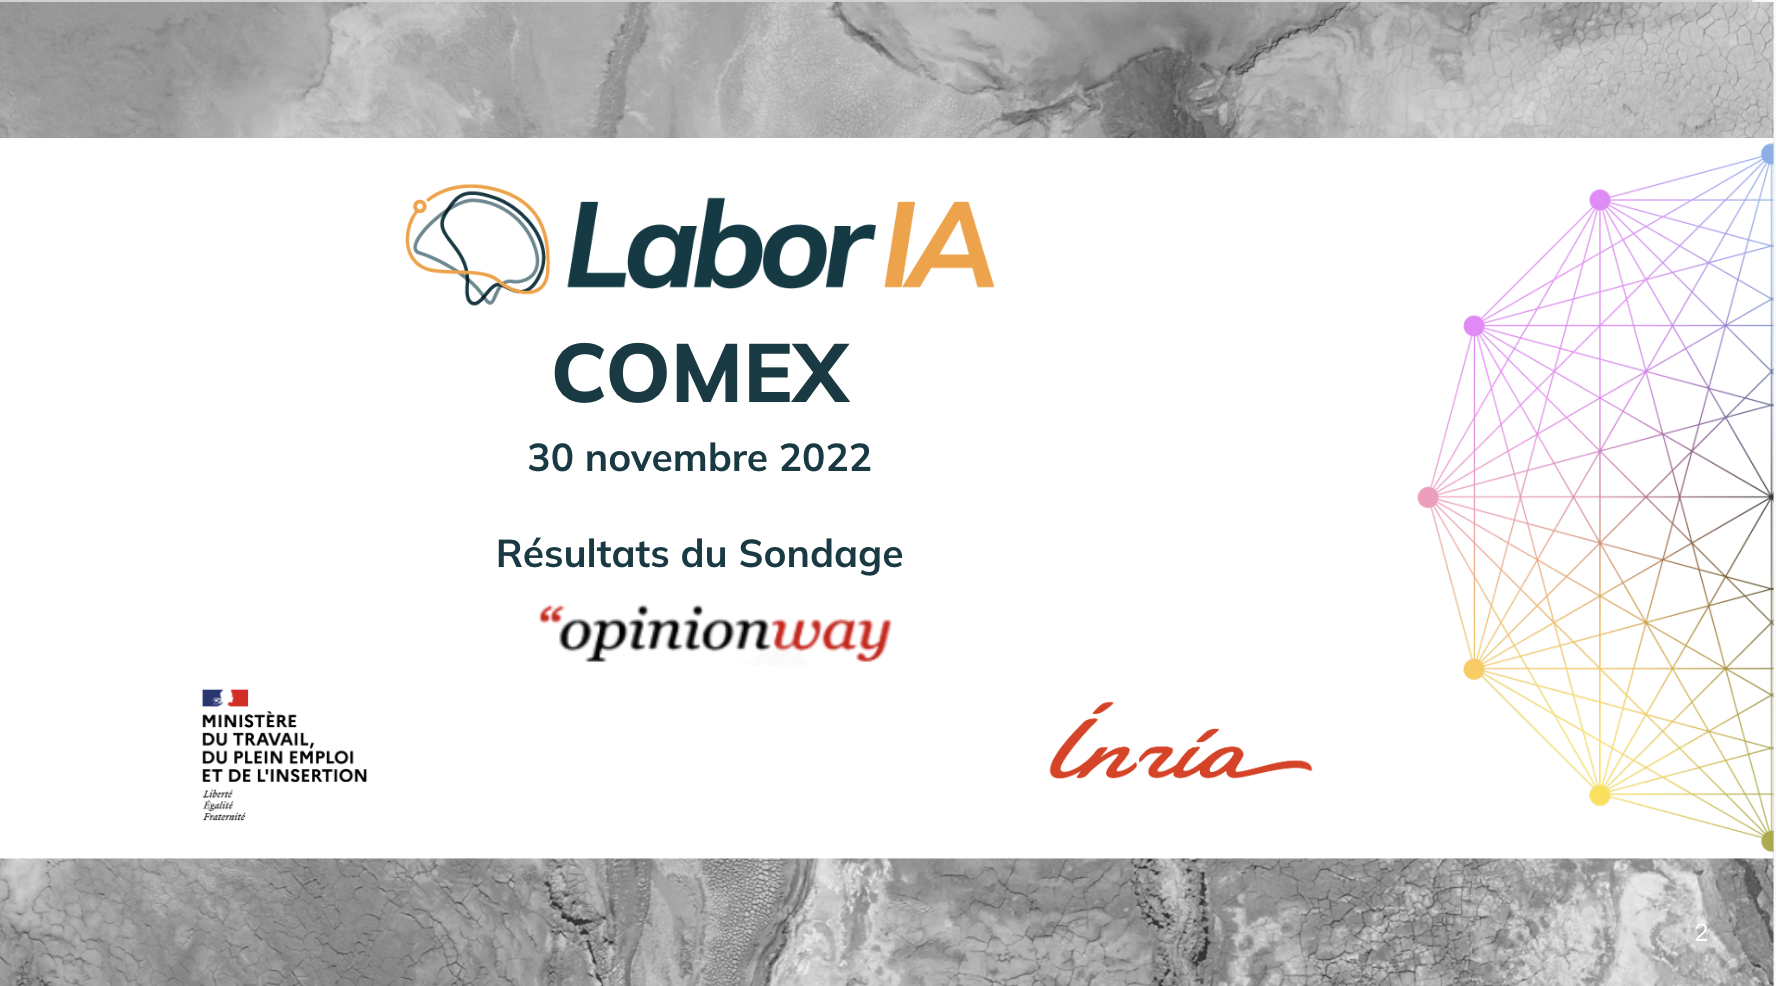 LaborIA
COMEX
30 novembre 2022
Résultats du Sondage
“opinionway
MINISTÈRE
DU TRAVAIL,
DU PLEIN EMPLOI
ET DE L'INSERTION
Liberté
Égalité
Fraternité
Inria
2